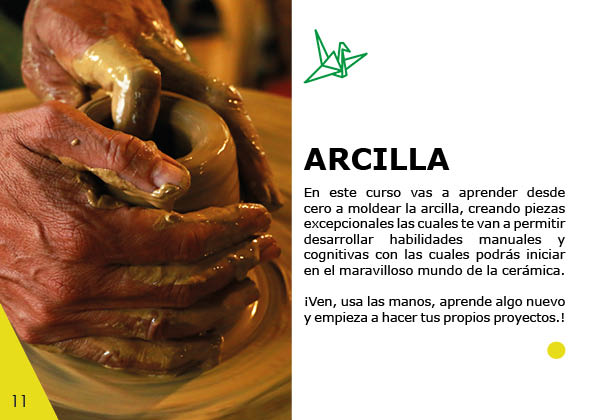 ARCILLA
En este curso vas a aprender desde
cero a moldear la arcilla, creando piezas
excepcionales las cuales te van a permitir
desarrollar habilidades manuales y
cognitivas con las cuales podrás iniciar
en el maravilloso mundo de la cerámica.
¡Ven, usa las manos, aprende algo nuevo
y empieza a hacer tus propios proyectos.!
11